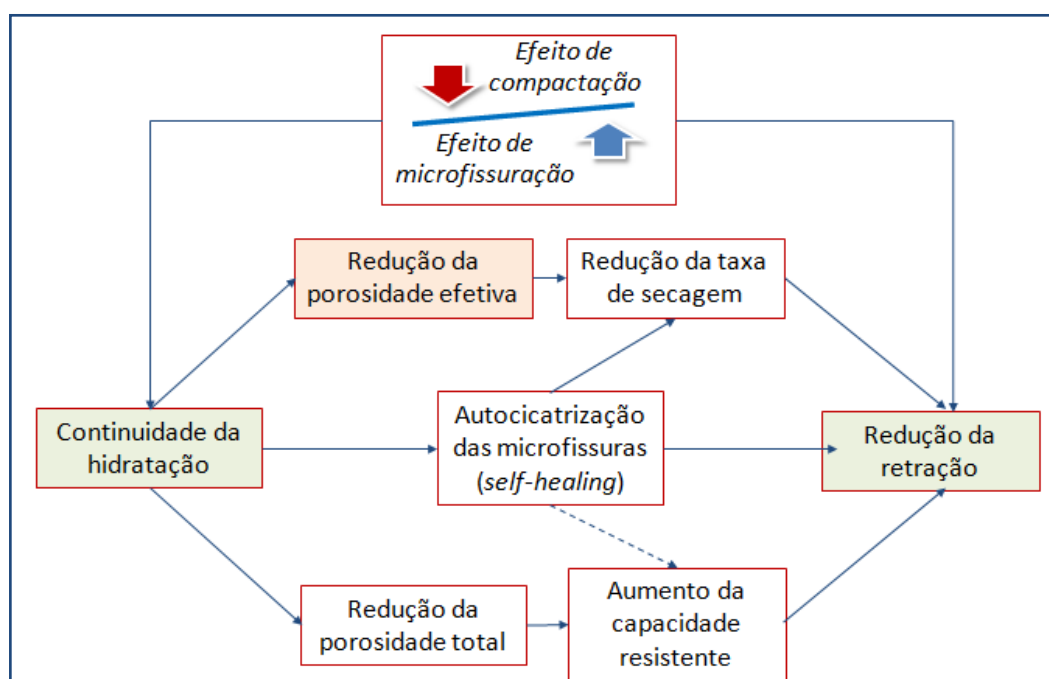 Efeito de
compactação
Efeito de
microfissuração
Redução da
porosidade efetiva
Redução da taxa
de secagem
Continuidade da
hidratação
Autocicatrização
das microfissuras
(self-healing)
Redução da
retração
Redução da
porosidade total
Aumento da
capacidade
resistente